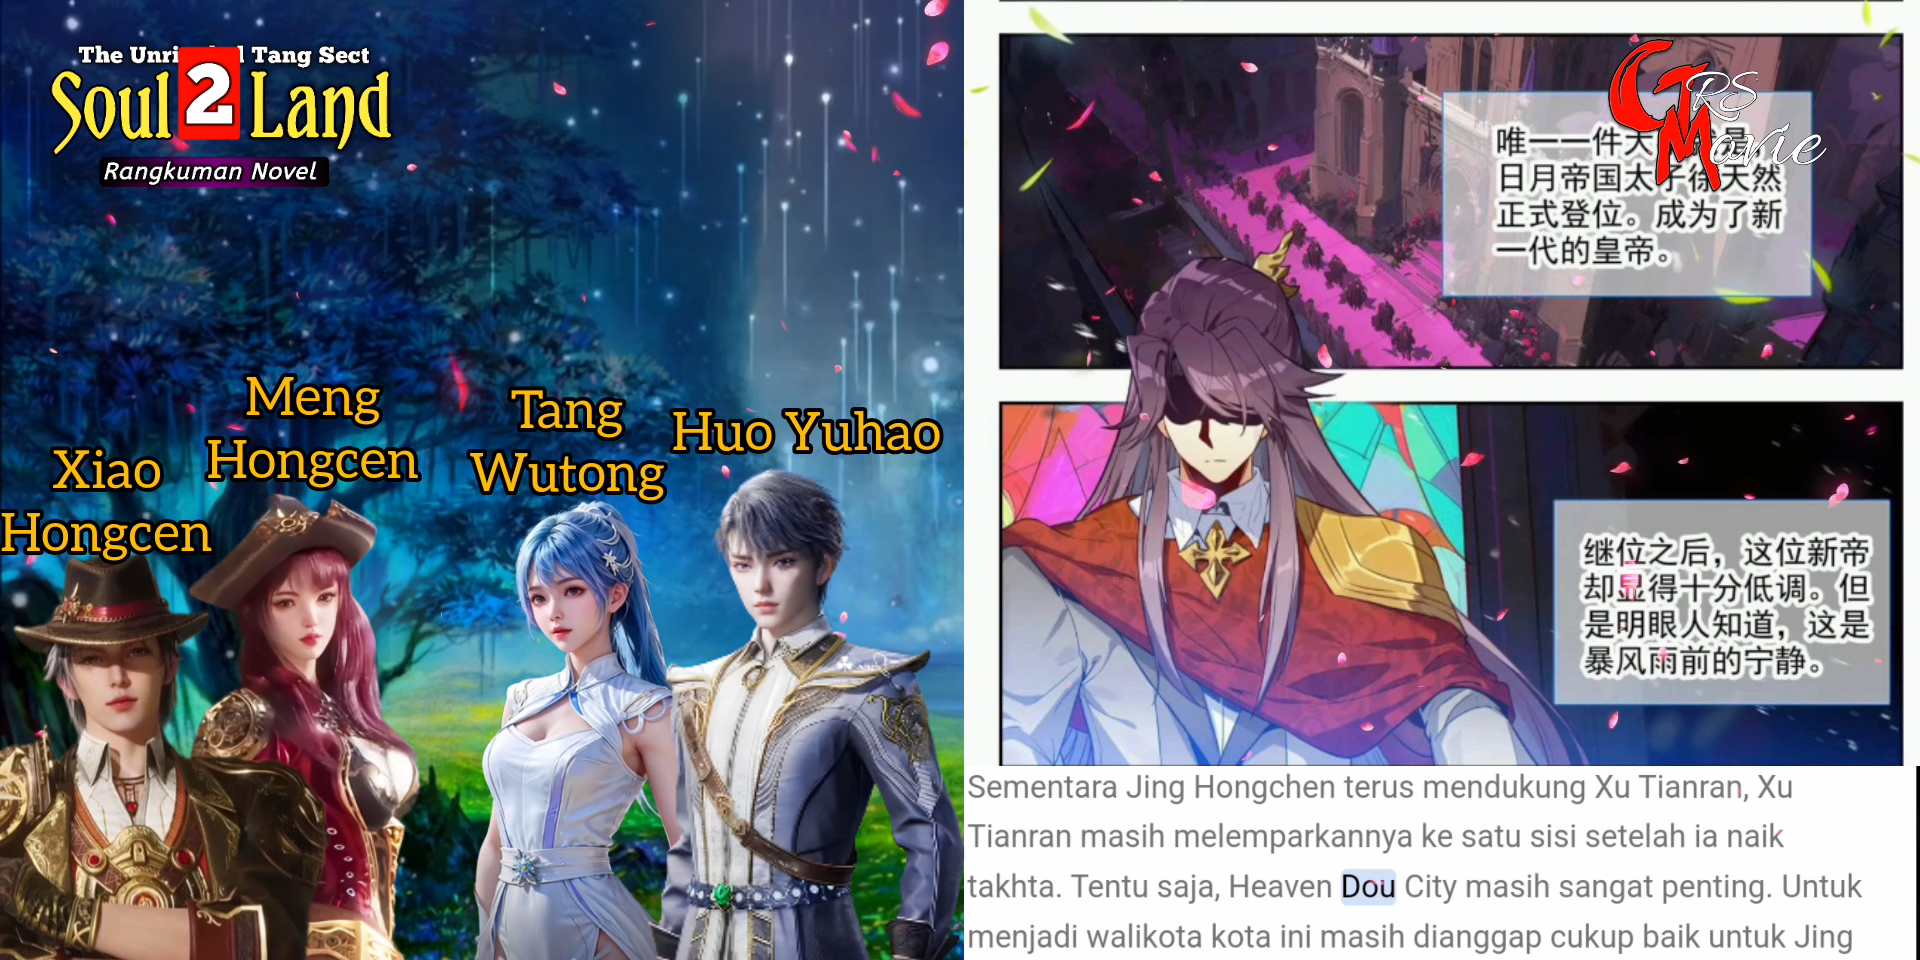 The Unri Tang Sect
Soul 2 Land
Rangkuman Novel
Xiao
Hongcen
Meng
Hongcen
Tang
Wutong
Huo Yuhao
GTRS
Movie
唯一一件大 是
日月帝国太子徐天然
正式登位。成为了新
一代的皇帝。
继位之后，这位新帝
却显得十分低调。但
是明眼人知道，这是
暴风雨前的宁静。
Sementara Jing Hongchen terus mendukung Xu Tianran, Xu
Tianran masih melemparkannya ke satu sisi setelah ia naik
takhta. Tentu saja, Heaven Dou City masih sangat penting. Untuk
menjadi walikota kota ini masih dianggap cukup baik untuk Jing